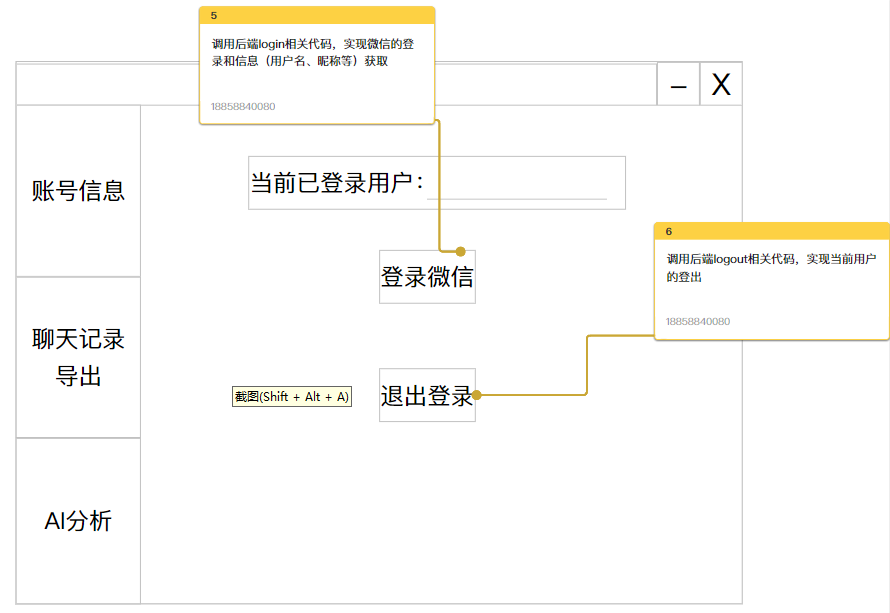 5
调用后端login相关代码，实现微信的登
录和信息（用户名、昵称等）获取
18858840080
– X
账号信息
当前已登录用户：
6
调用后端logout相关代码，实现当前用户
的登出
18858840080
登录微信
聊天记录
导出
退出登录
截图(Shift + Alt + A)
AI分析